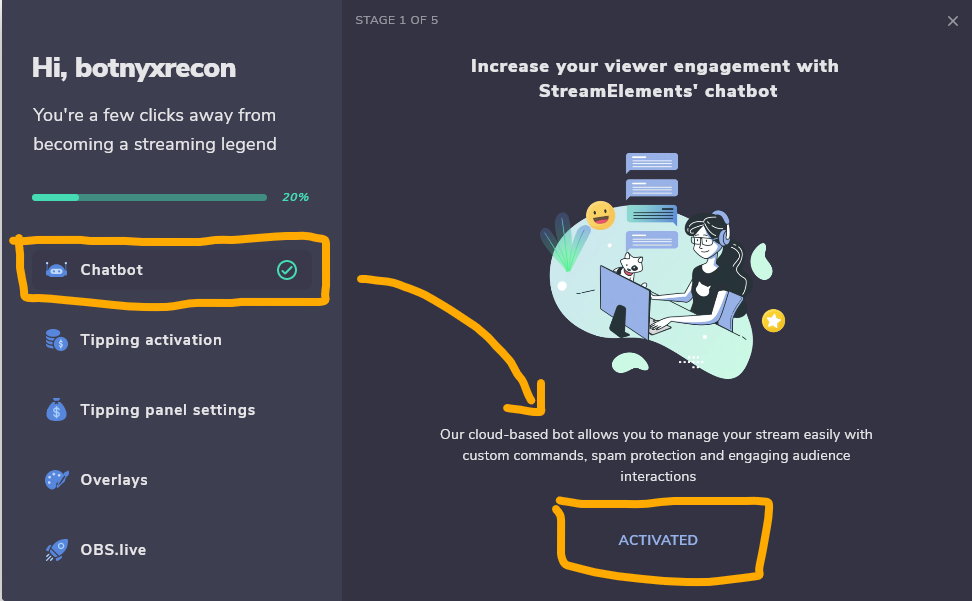 Hi, botnyxrecon
You're a few clicks away from
becoming a streaming legend
20%
Chatbot
Tipping activation
Tipping panel settings
Overlays
OBS.live
STAGE 1 OF 5
Increase your viewer engagement with
StreamElements' chatbot
Our cloud-based bot allows you to manage your stream easily with
custom commands, spam protection and engaging audience
interactions
ACTIVATED